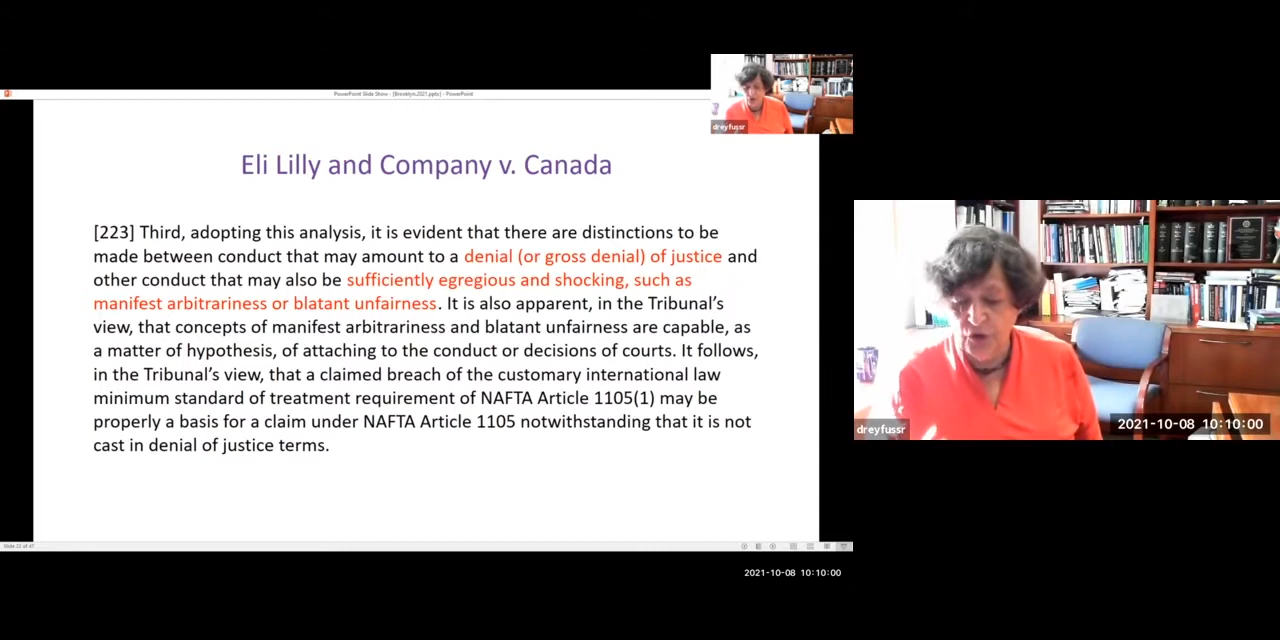 PowerPoint Slide Show - [Brooklyn.2021.pptx] - PowerPoint
dreyfussr
Eli Lilly and Company v. Canada
[223] Third, adopting this analysis, it is evident that there are distinctions to be
made between conduct that may amount to a denial (or gross denial) of justice and
other conduct that may also be sufficiently egregious and shocking, such as
manifest arbitrariness or blatant unfairness. It is also apparent, in the Tribunal's
view, that concepts of manifest arbitrariness and blatant unfairness are capable, as
a matter of hypothesis, of attaching to the conduct or decisions of courts. It follows,
in the Tribunal's view, that a claimed breach of the customary international law
minimum standard of treatment requirement of NAFTA Article 1105(1) may be
properly a basis for a claim under NAFTA Article 1105 notwithstanding that it is not
cast in denial of justice terms.
2021-10-08 10:10:00
dreyfussr
2021-10-08 10:10:00